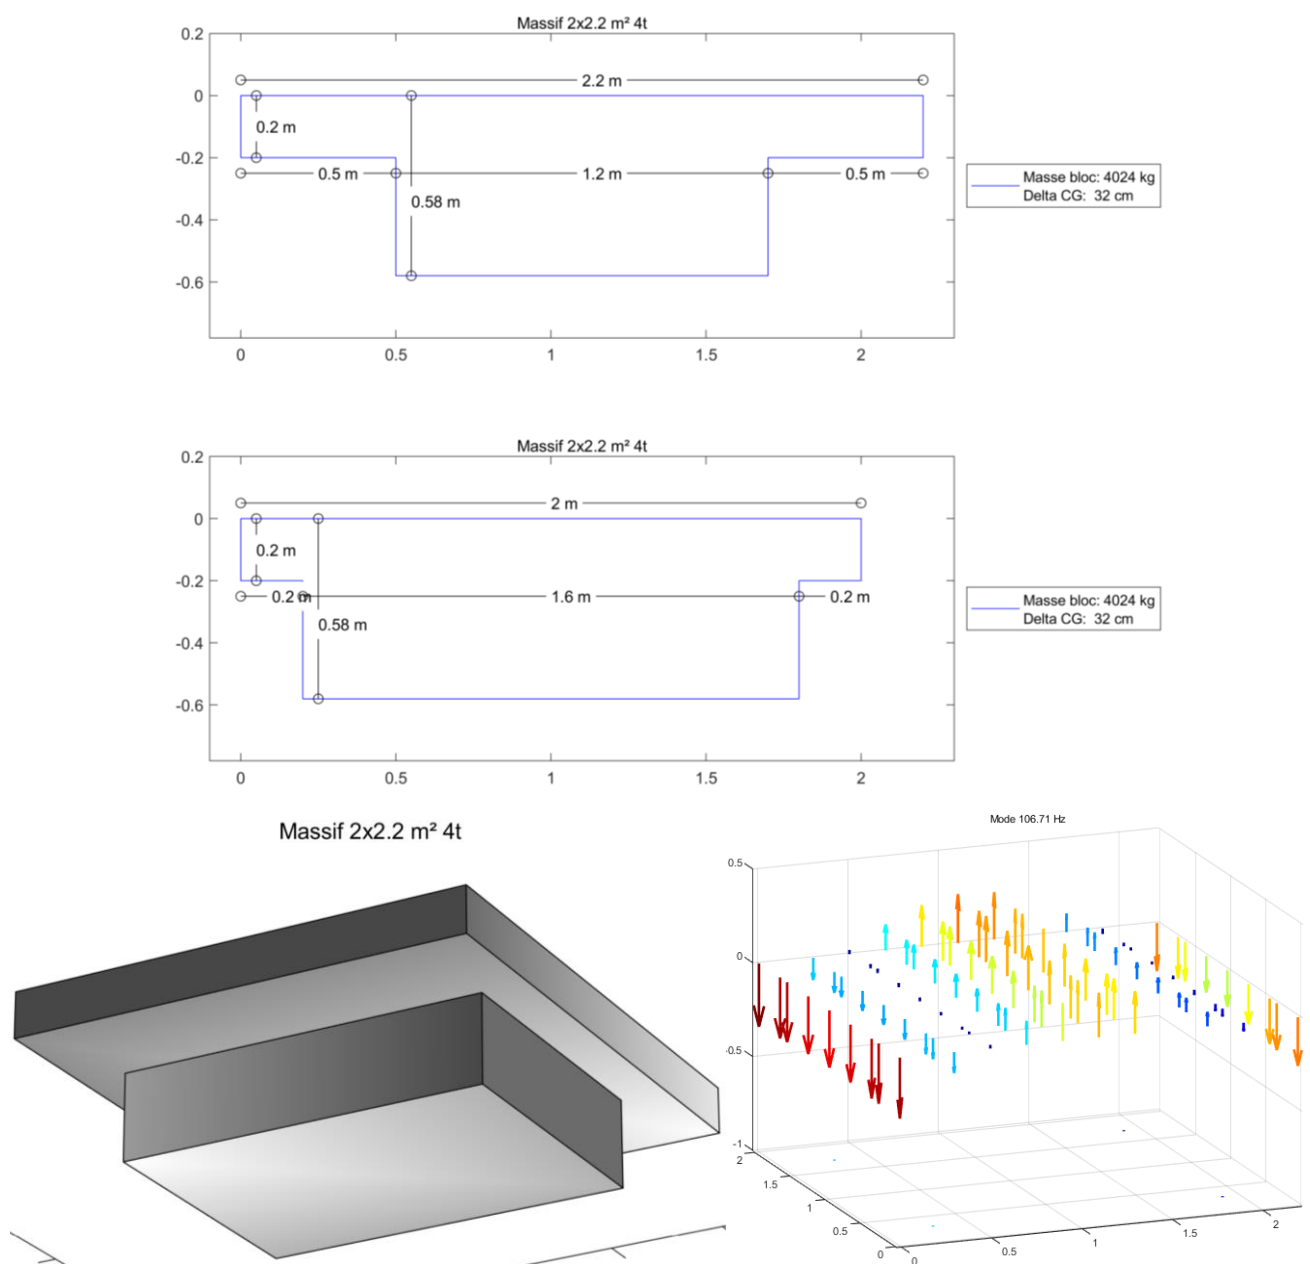 Massif 2x2.2 m² 4t
0.2
2.2 m
0
0.2 m
-0.2
0.5 m
1.2 m
0.5 m
Masse bloc: 4024 kg
Delta CG:  32 cm
0.58 m
-0.4
-0.6
0
0.5
1
1.5
2
Massif 2x2.2 m² 4t
0.2
2 m
0
0.2 m
-0.2
0.2 m
1.6 m
0.2 m
Masse bloc: 4024 kg
Delta CG:  32 cm
0.58 m
-0.4
-0.6
0
0.5
1
1.5
2
Massif 2x2.2 m² 4t
Mode 106.71 Hz
0.5
0
-0.5
-1
2
1.5
1
0.5
0
0
0.5
1
1.5
2